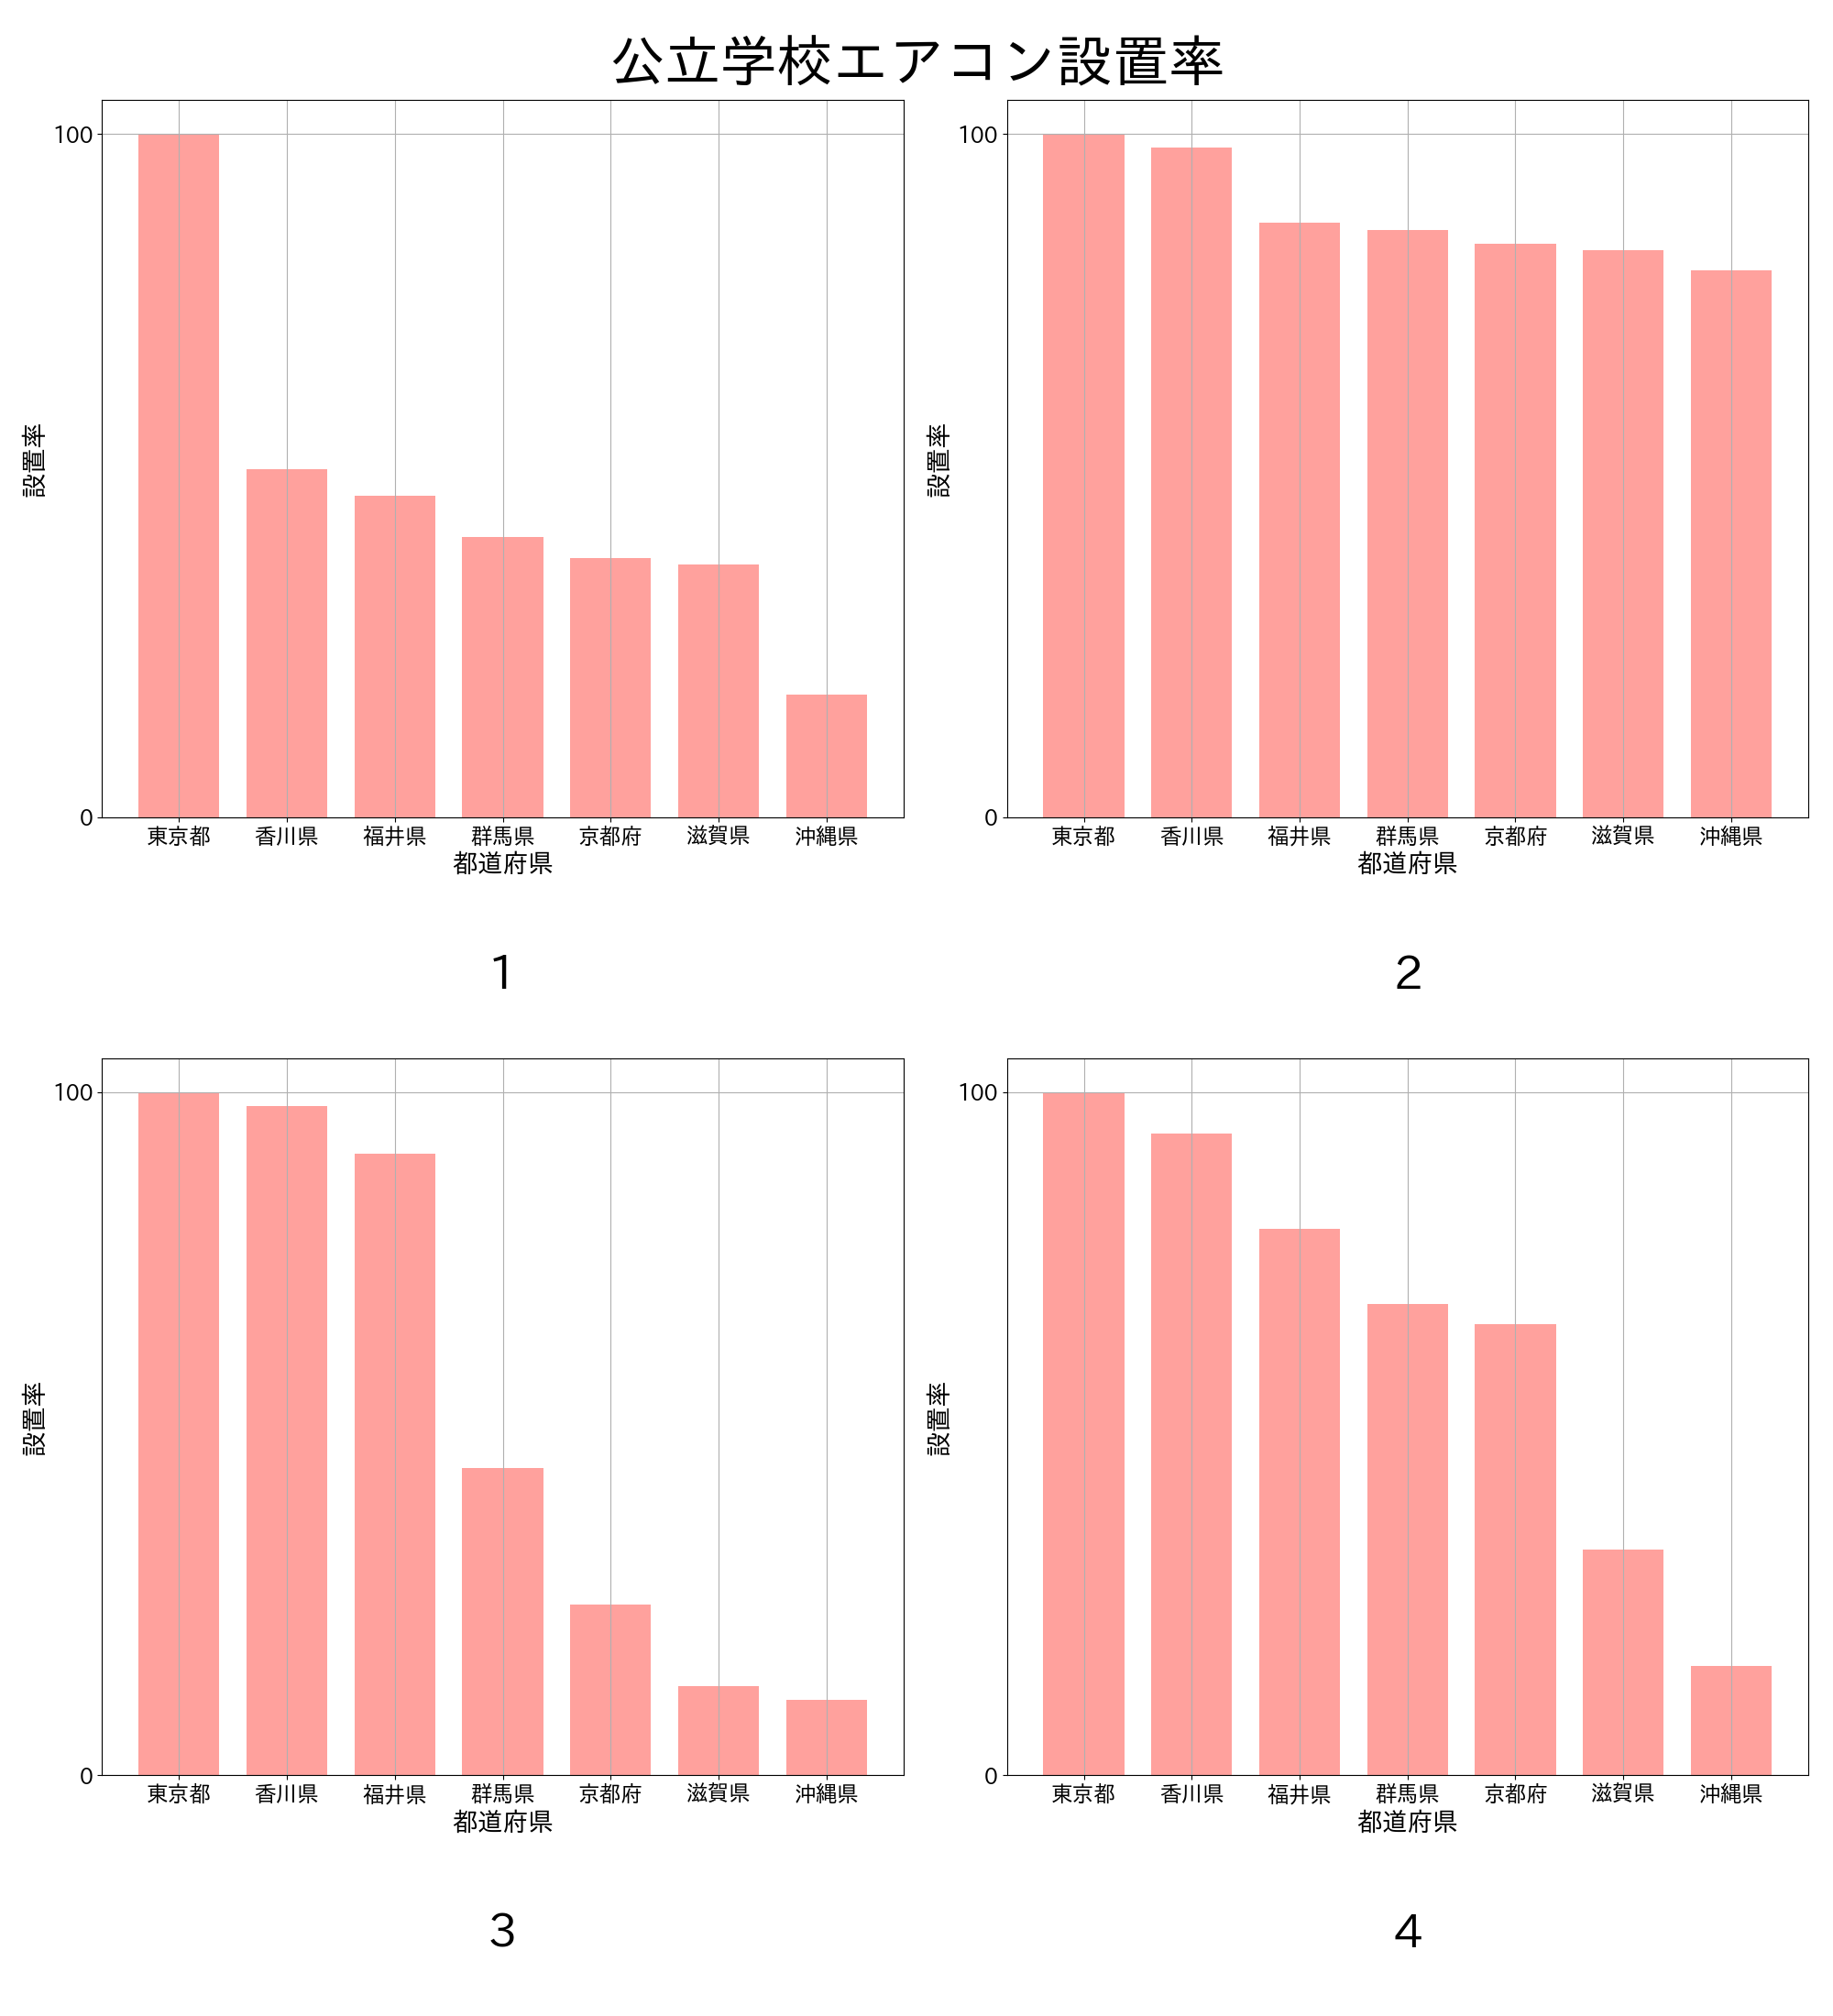 公立学校エアコン設置率
100
0
設置率
東京都 香川県 福井県 群馬県 京都府 滋賀県 沖縄県
都道府県
1
100
0
設置率
東京都 香川県 福井県 群馬県 京都府 滋賀県 沖縄県
都道府県
2
100
0
設置率
東京都 香川県 福井県 群馬県 京都府 滋賀県 沖縄県
都道府県
3
100
0
設置率
東京都 香川県 福井県 群馬県 京都府 滋賀県 沖縄県
都道府県
4